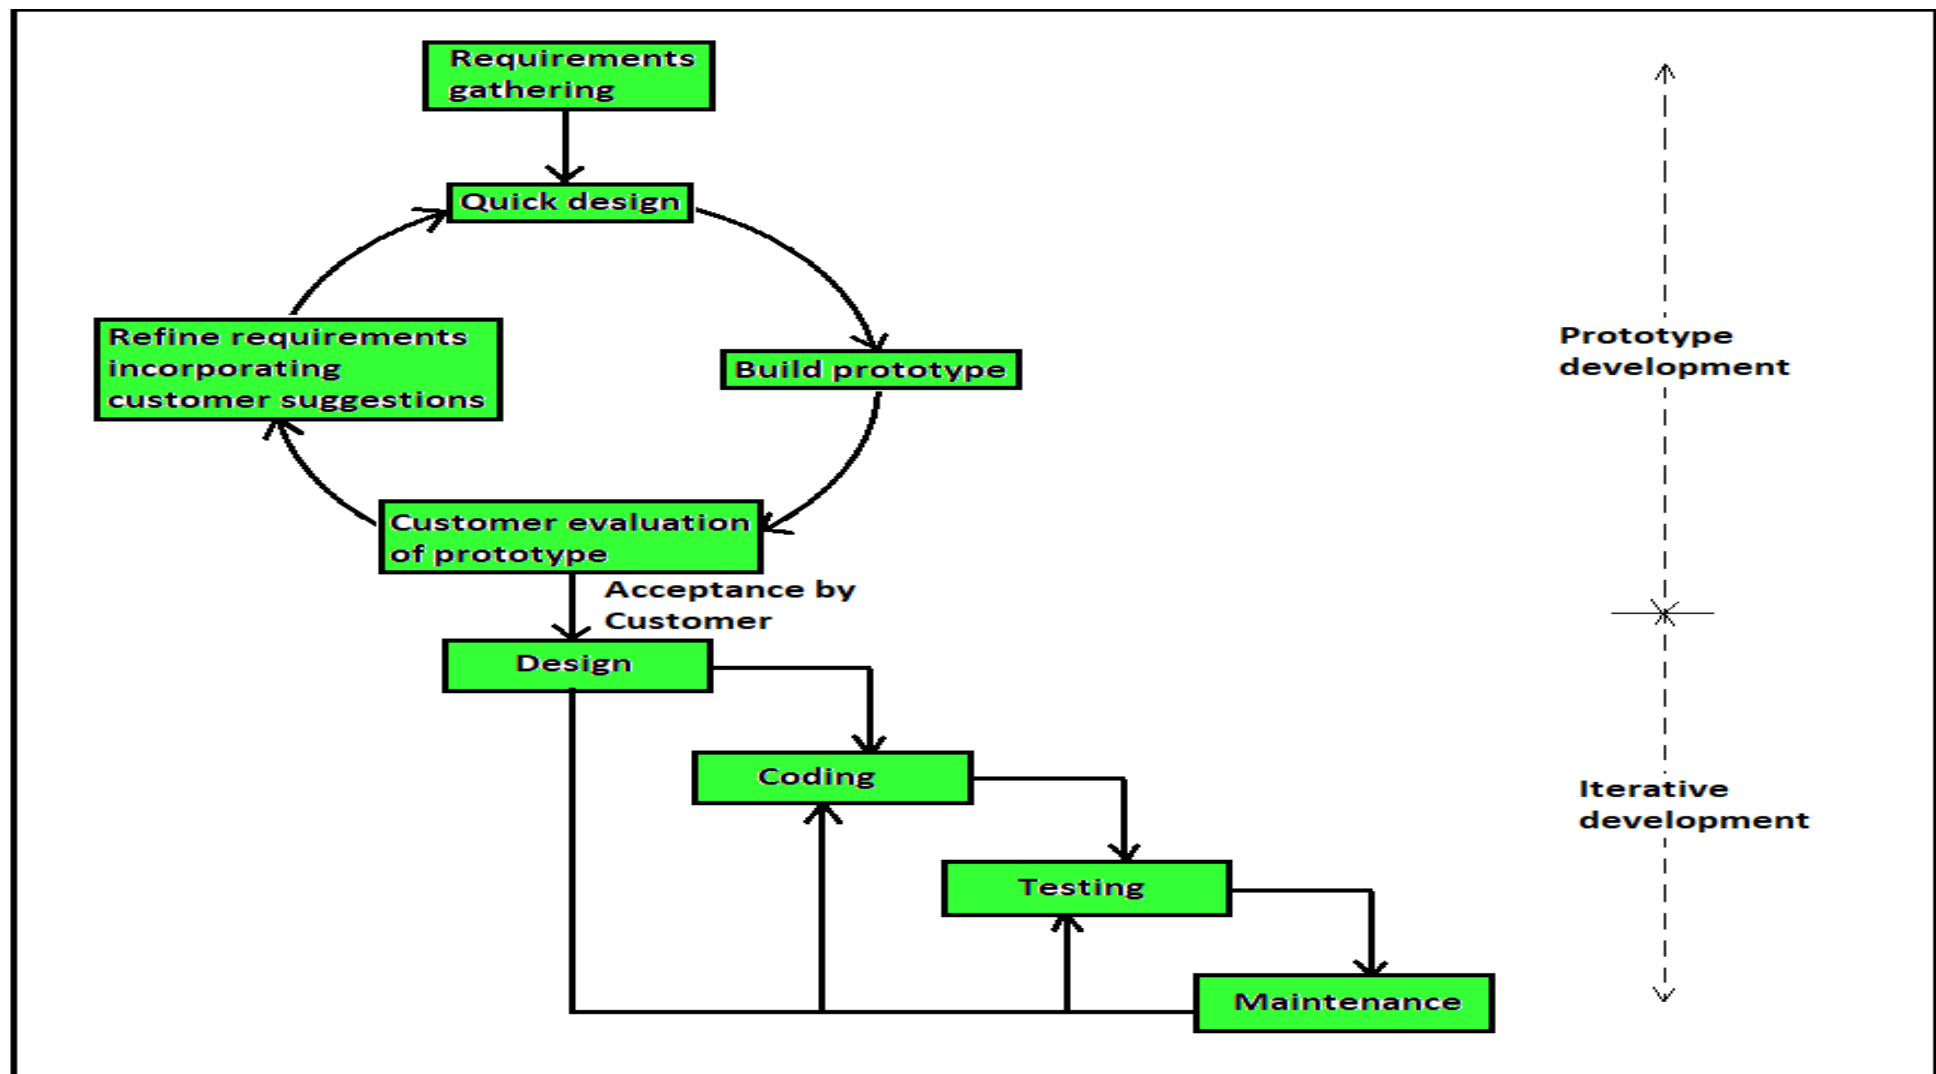 Requirements
gathering
Quick design
Refine requirements
incorporating
customer suggestions
Build prototype
Prototype
development
Customer evaluation
of prototype
Acceptance by
Customer
Design
Coding
Iterative
development
Testing
Maintenance